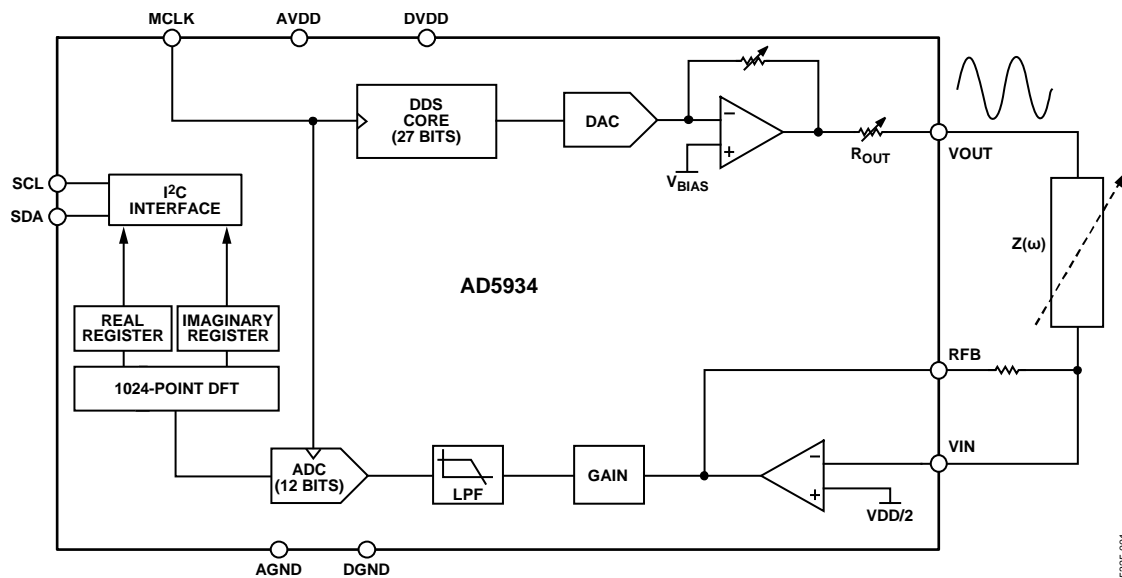 MCLK AVDD DVDD
DDS
CORE
(27 BITS)
DAC
−
+
VBIAS
ROUT
VOUT
SCL
SDA
I2C
INTERFACE
Z(ω)
AD5934
REAL
REGISTER
IMAGINARY
REGISTER
1024-POINT DFT
RFB
VIN
ADC
(12 BITS)
LPF
GAIN
−
+
VDD/2
AGND DGND